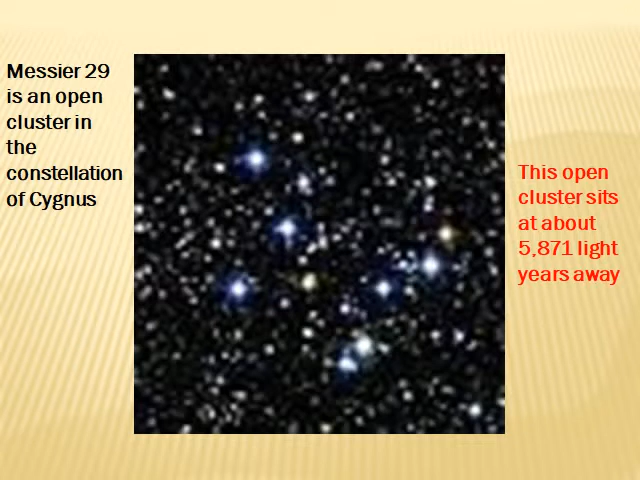 Messier 29
is an open
cluster in
the
constellation
of Cygnus
This open
cluster sits
at about
5,871 light
years away